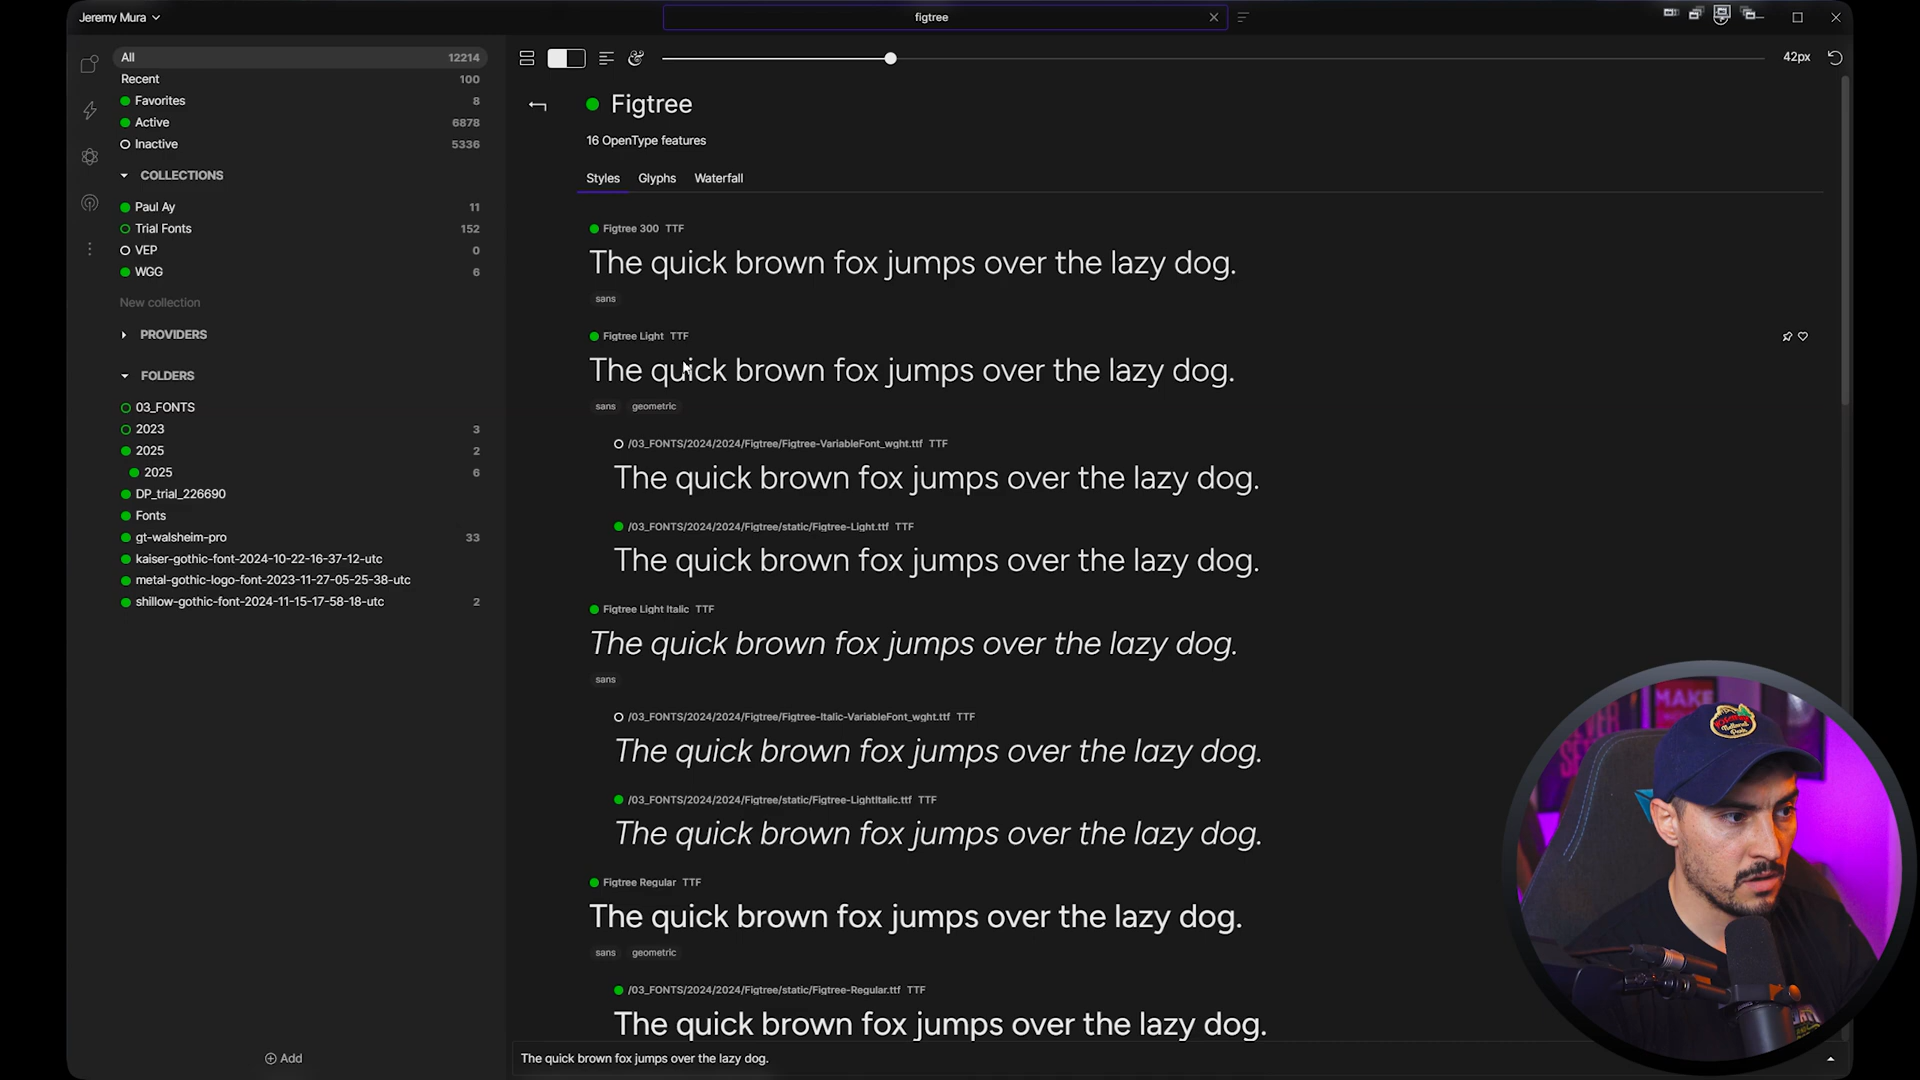 Jeremy Mura
figtree
All 12214
Recent 100
Favorites 8
Active 6878
Inactive 5336
COLLECTIONS
Paul Ay 11
Trial Fonts 152
VEP 0
WGG 6
New collection
PROVIDERS
FOLDERS
03_FONTS
2023 3
2025 2
2025 6
DP_trial_226690
Fonts
gt-walsheim-pro 33
kaiser-gothic-font-2024-10-22-16-37-12-utc
metal-gothic-logo-font-2023-11-27-05-25-38-utc
shillow-gothic-font-2024-11-15-17-58-18-utc 2
Add
42px
Figtree
16 OpenType features
Styles Glyphs Waterfall
Figtree 300 TTF
The quick brown fox jumps over the lazy dog.
sans
Figtree Light TTF
The quick brown fox jumps over the lazy dog.
sans geometric
/03_FONTS/2024/2024/Figtree/Figtree-VariableFont_wght.ttf TTF
The quick brown fox jumps over the lazy dog.
/03_FONTS/2024/2024/Figtree/static/Figtree-Light.ttf TTF
The quick brown fox jumps over the lazy dog.
Figtree Light Italic TTF
The quick brown fox jumps over the lazy dog.
sans
/03_FONTS/2024/2024/Figtree/Figtree-Italic-VariableFont_wght.ttf TTF
The quick brown fox jumps over the lazy dog.
/03_FONTS/2024/2024/Figtree/static/Figtree-LightItalic.ttf TTF
The quick brown fox jumps over the lazy dog.
Figtree Regular TTF
The quick brown fox jumps over the lazy dog.
sans geometric
/03_FONTS/2024/2024/Figtree/static/Figtree-Regular.ttf TTF
The quick brown fox jumps over the lazy dog.
The quick brown fox jumps over the lazy dog.
MAKE